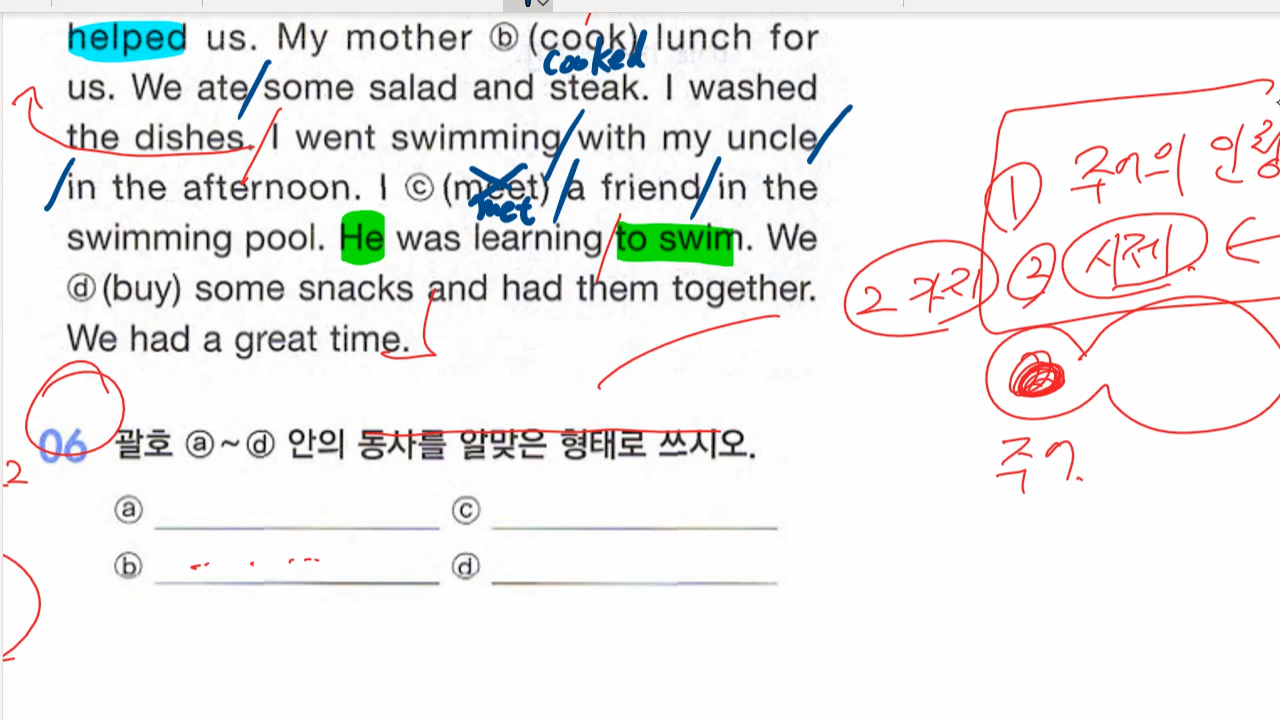 helped us. My mother ⓑ (cook) lunch for
cooked
us. We ate some salad and steak. I washed
the dishes. I went swimming with my uncle
in the afternoon. I ⓒ (meet) a friend in the
met
swimming pool. He was learning to swim. We
ⓓ (buy) some snacks and had them together.
We had a great time.
① 주어의 인칭
2가지 ② 시제
주어
2
06 괄호 ⓐ~ⓓ 안의 동사를 알맞은 형태로 쓰시오.
ⓐ ⓒ
ⓑ ⓓ